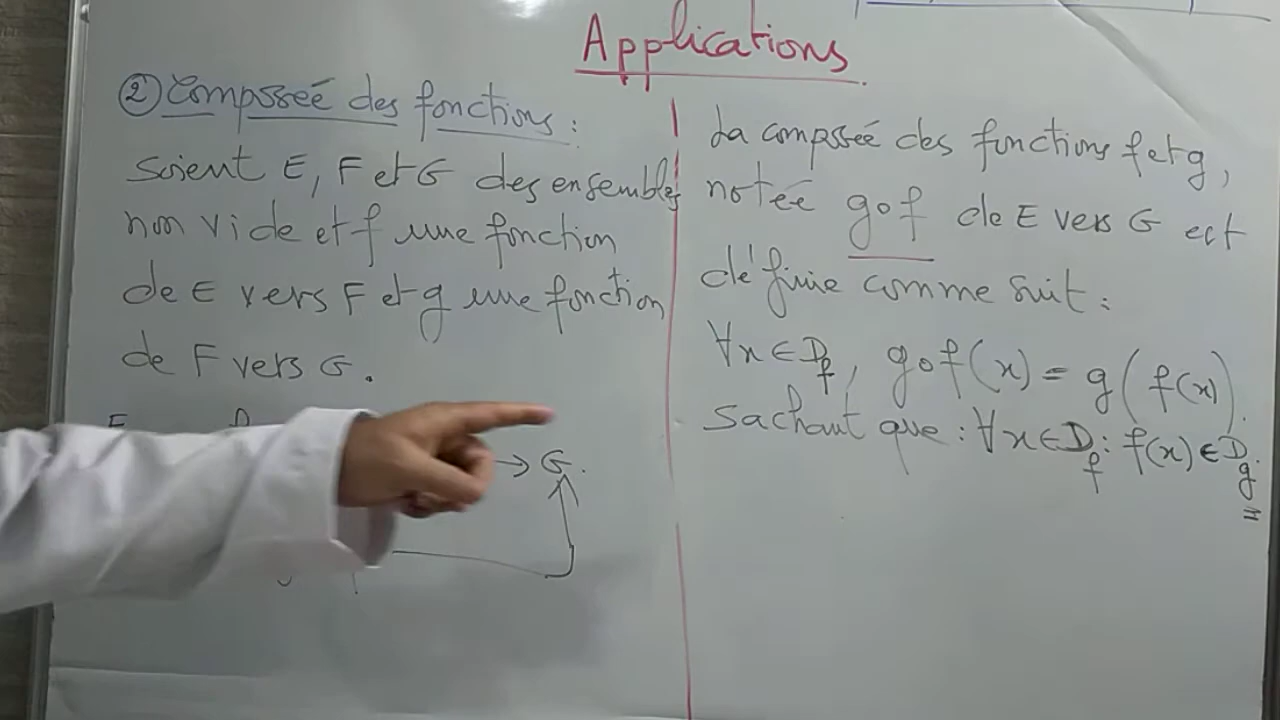 Applications
② Composeé des fonctions :
soient E, F et G des ensembles
non vide et f une fonction
de E vers F et g une fonction
de F vers G.
→ G.
La composeé des fonctions f et g,
notée gof de E vers G est
définie comme suit :
∀x ∈ Df, gof(x) = g(f(x)).
sachant que : ∀x ∈ Df : f(x) ∈ Dg.